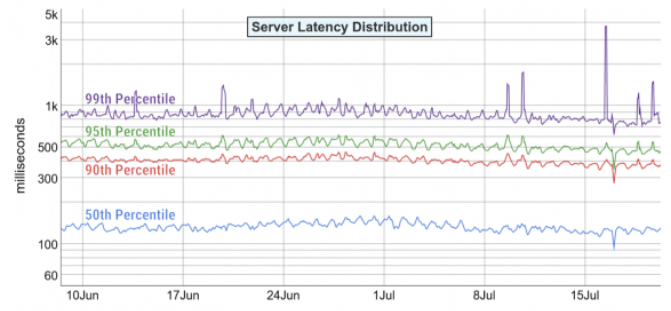 Server Latency Distribution
5k
3k
1k
500
300
100
60
milliseconds
99th Percentile
95th Percentile
90th Percentile
50th Percentile
10Jun
17Jun
24Jun
1Jul
8Jul
15Jul